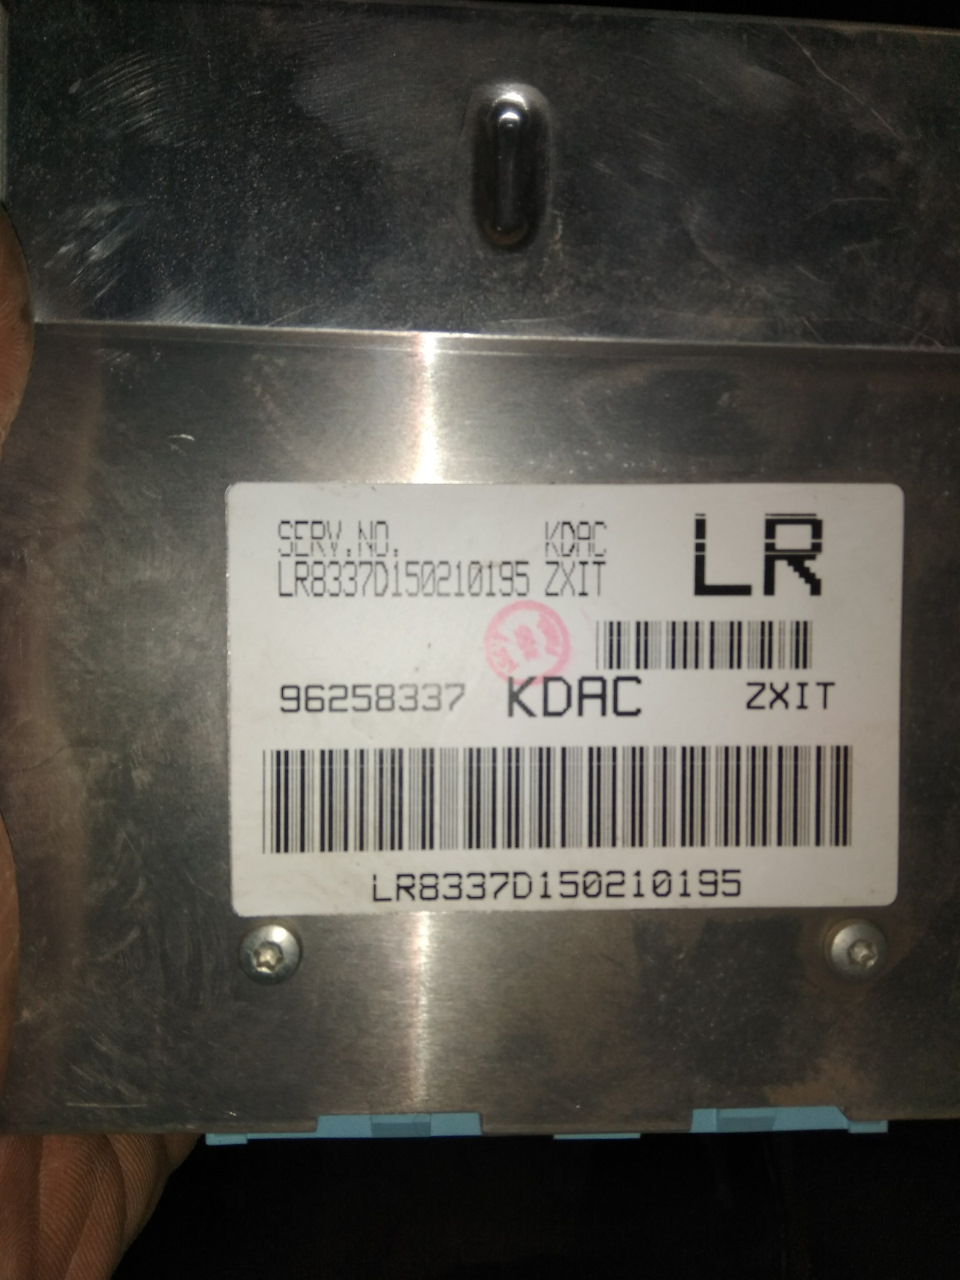 SERV.NO. KDAC LR
LR8337D150210195 ZXIT
96258337 KDAC ZXIT
LR8337D150210195